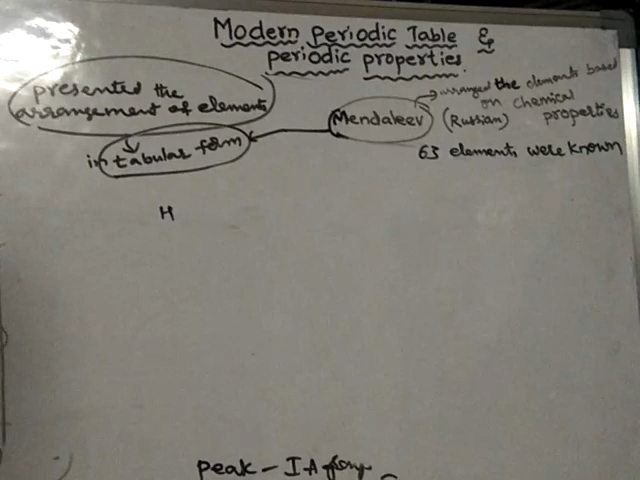 Modern Periodic Table &
periodic properties.
presented the
arrangement of elements
in tabular form
Mendaleev
(Russian)
arranged the elements based
on chemical
properties
63 elements were known
H
Peak - IA